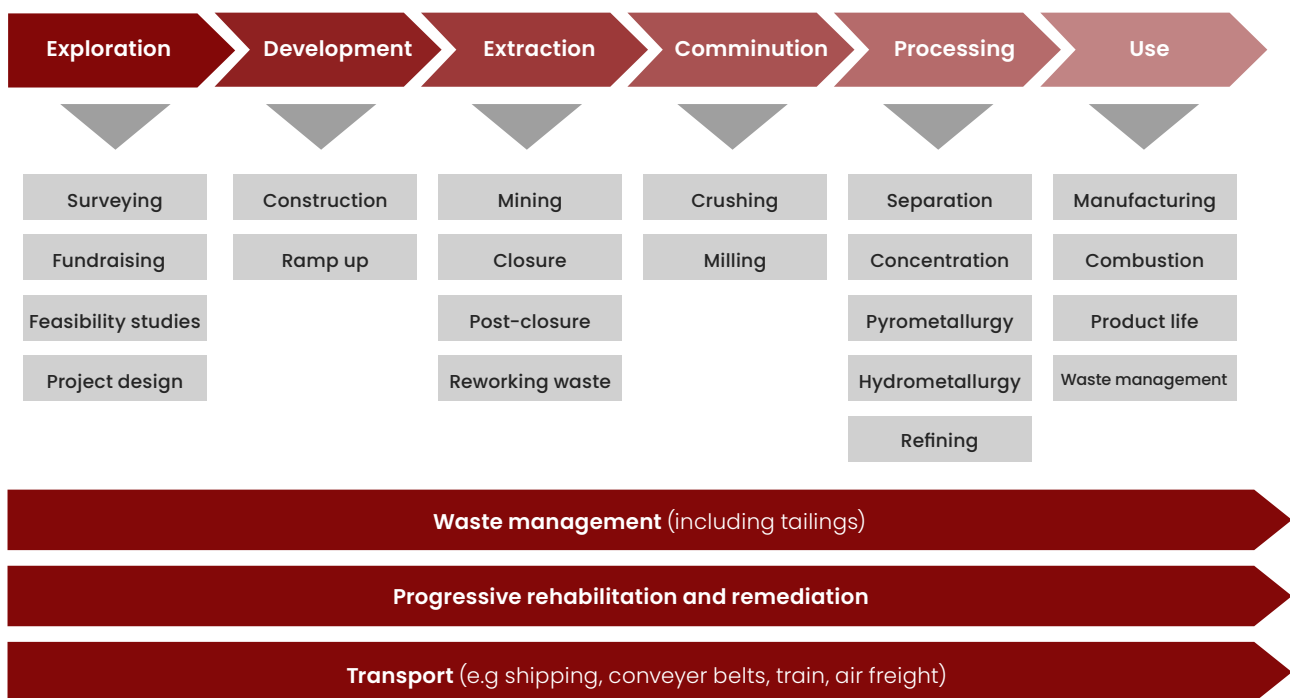 Exploration
Development
Extraction
Comminution
Processing
Use
Surveying
Fundraising
Feasibility studies
Project design
Construction
Ramp up
Mining
Closure
Post-closure
Reworking waste
Crushing
Milling
Separation
Concentration
Pyrometallurgy
Hydrometallurgy
Refining
Manufacturing
Combustion
Product life
Waste management
Waste management (including tailings)
Progressive rehabilitation and remediation
Transport (e.g shipping, conveyer belts, train, air freight)